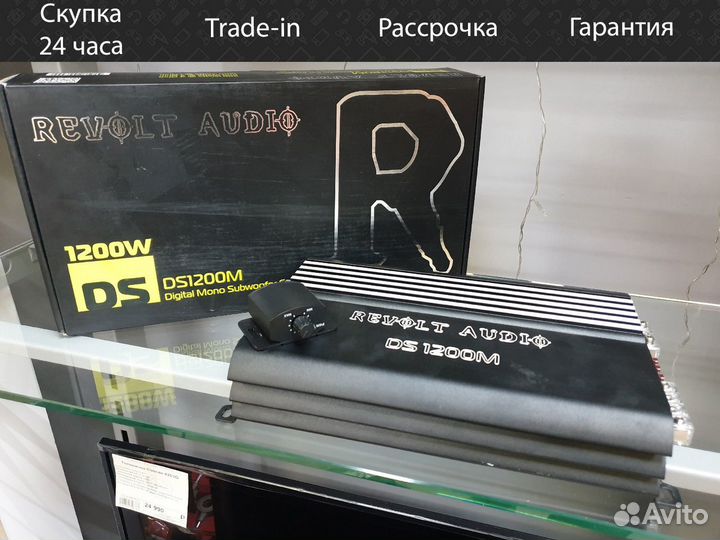 Скупка
24 часа
Trade-in
Рассрочка
Гарантия
REVOLT AUDIO
R
1200W
DS
DS1200M
Digital Mono Subwoofer
REVOLT AUDIO
DS 1200M
24 990
Avito